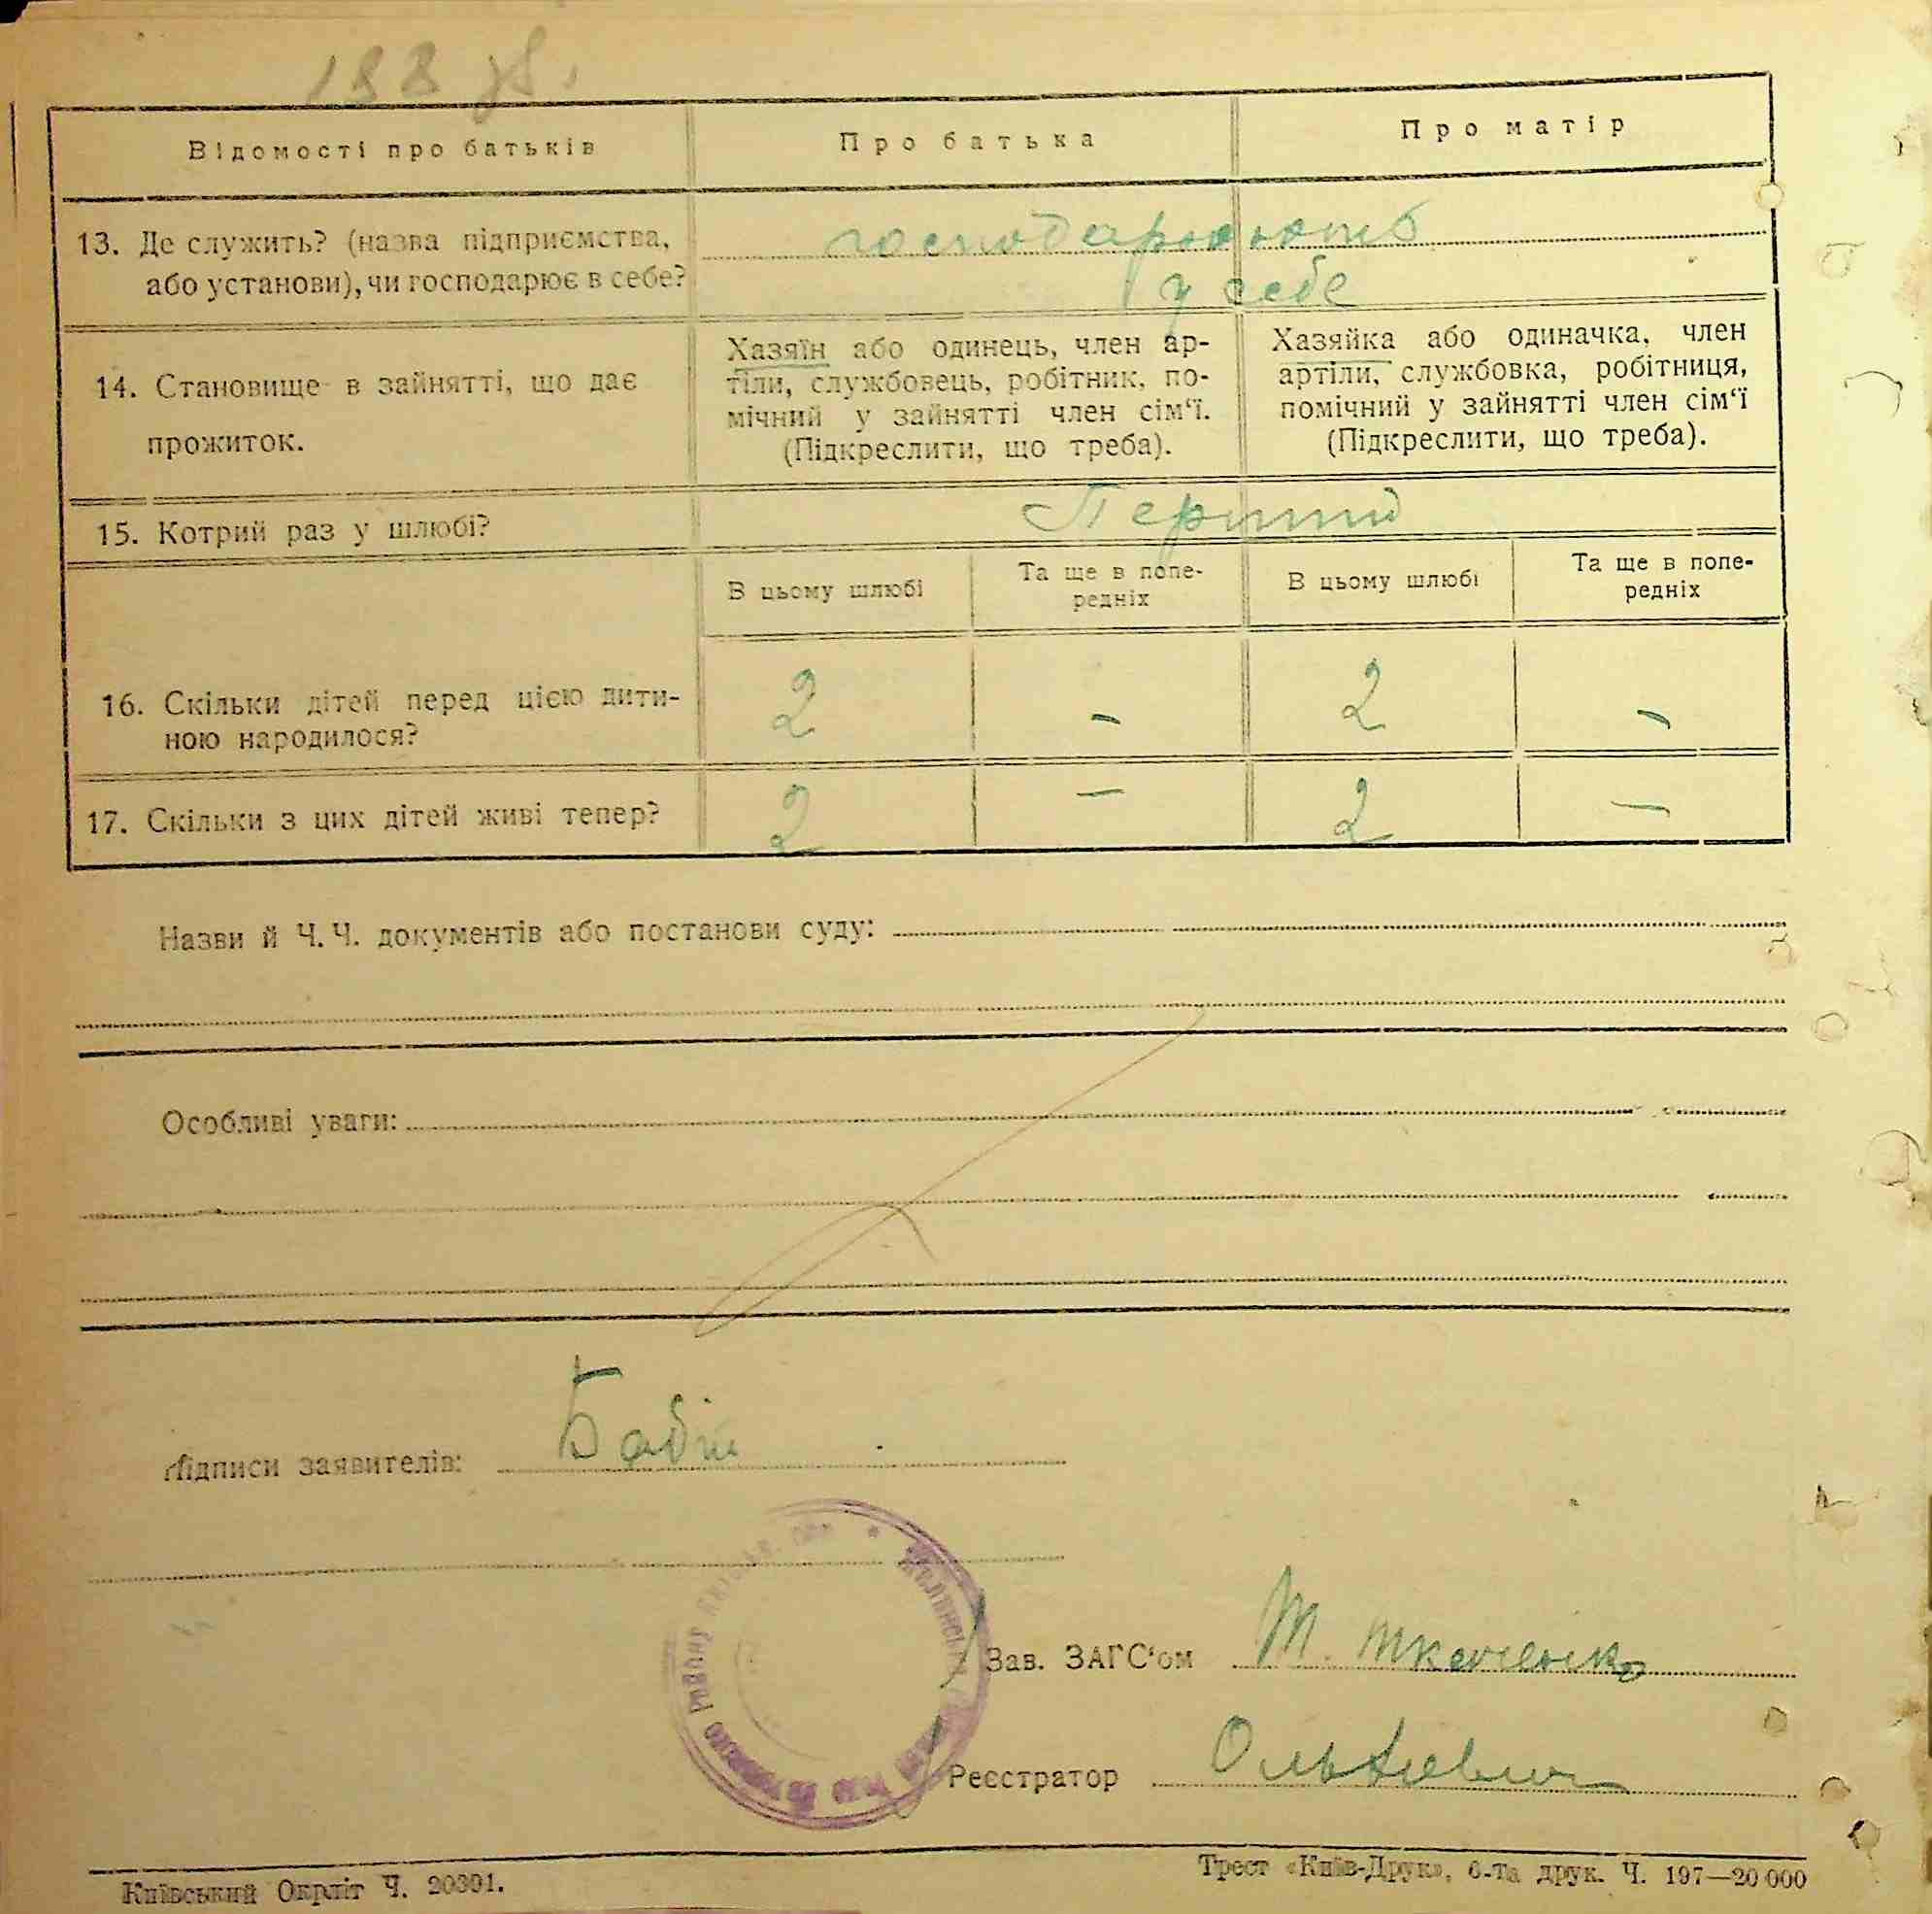 188 зв.
Відомості про батьків
Про батька
Про матір
13. Де служить? (назва підприємства,
або установи), чи господарює в себе?
господарюють
у себе
14. Становище в зайнятті, що дає
прожиток.
Хазяїн або одинець, член ар-
тіли, службовець, робітник, по-
мічний у зайнятті член сім‘ї.
(Підкреслити, що треба).
Хазяйка або одиначка, член
артіли, службовка, робітниця,
помічний у зайнятті член сім‘ї
(Підкреслити, що треба).
15. Котрий раз у шлюбі?
Перший
В цьому шлюбі
Та ще в попе-
редніх
В цьому шлюбі
Та ще в попе-
редніх
16. Скільки дітей перед цією дити-
ною народилося?
2 – 2 –
17. Скільки з цих дітей живі тепер?
2 – 2 –
Назви й Ч. Ч. документів або постанови суду:
Особливі уваги:
Підписи заявителів:
Зав. ЗАГС‘ом Т. Ткаченко
Реєстратор
Київський Окрліт Ч. 20391.
Трест «Київ-Друк», 6-та друк. Ч. 197—20 000